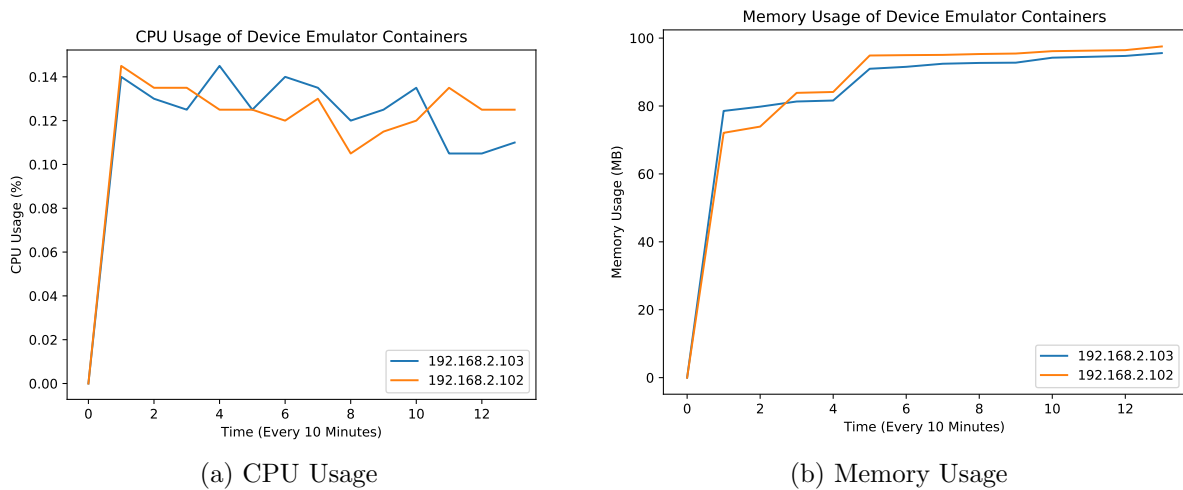 CPU Usage of Device Emulator Containers
CPU Usage (%)
0.14
0.12
0.10
0.08
0.06
0.04
0.02
0.00
0 2 4 6 8 10 12
Time (Every 10 Minutes)
192.168.2.103
192.168.2.102
(a) CPU Usage
Memory Usage of Device Emulator Containers
Memory Usage (MB)
100
80
60
40
20
0
0 2 4 6 8 10 12
Time (Every 10 Minutes)
192.168.2.103
192.168.2.102
(b) Memory Usage